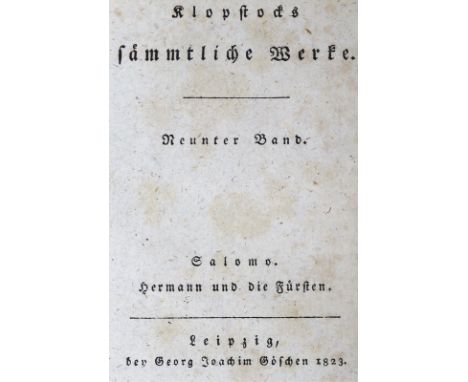 Klopstocks
sämmtliche Werke.
Neunter Band.
Salomo.
Hermann und die Fürsten.
Leipzig,
bey Georg Joachim Göschen 1823.